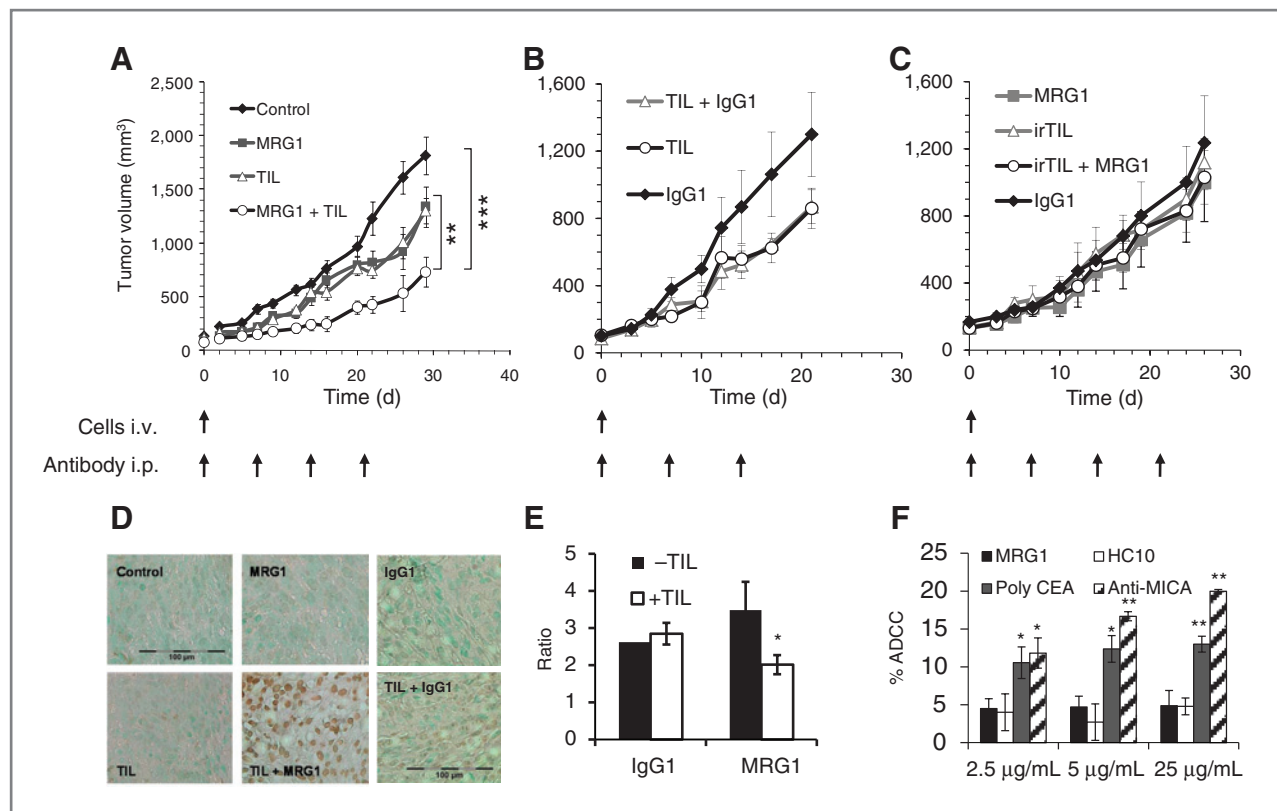 A
Tumor volume (mm³)
2,500
2,000
1,500
1,000
500
0
Control
MRG1
TIL
MRG1 + TIL
**
***
0 10 20 30 40
Time (d)
B
1,600
1,200
800
400
0
TIL + IgG1
TIL
IgG1
0 10 20 30
Time (d)
C
1,600
1,200
800
400
0
MRG1
irTIL
irTIL + MRG1
IgG1
0 10 20 30
Time (d)
Cells i.v.
Antibody i.p.
D
Control
100 µm
MRG1
IgG1
TIL
TIL + MRG1
TIL + IgG1
100 µm
E
Ratio
5
4
3
2
1
0
–TIL
+TIL
*
IgG1 MRG1
F
% ADCC
25
20
15
10
5
0
MRG1 HC10
Poly CEA Anti-MICA
* * * ** ** **
2.5 µg/mL 5 µg/mL 25 µg/mL